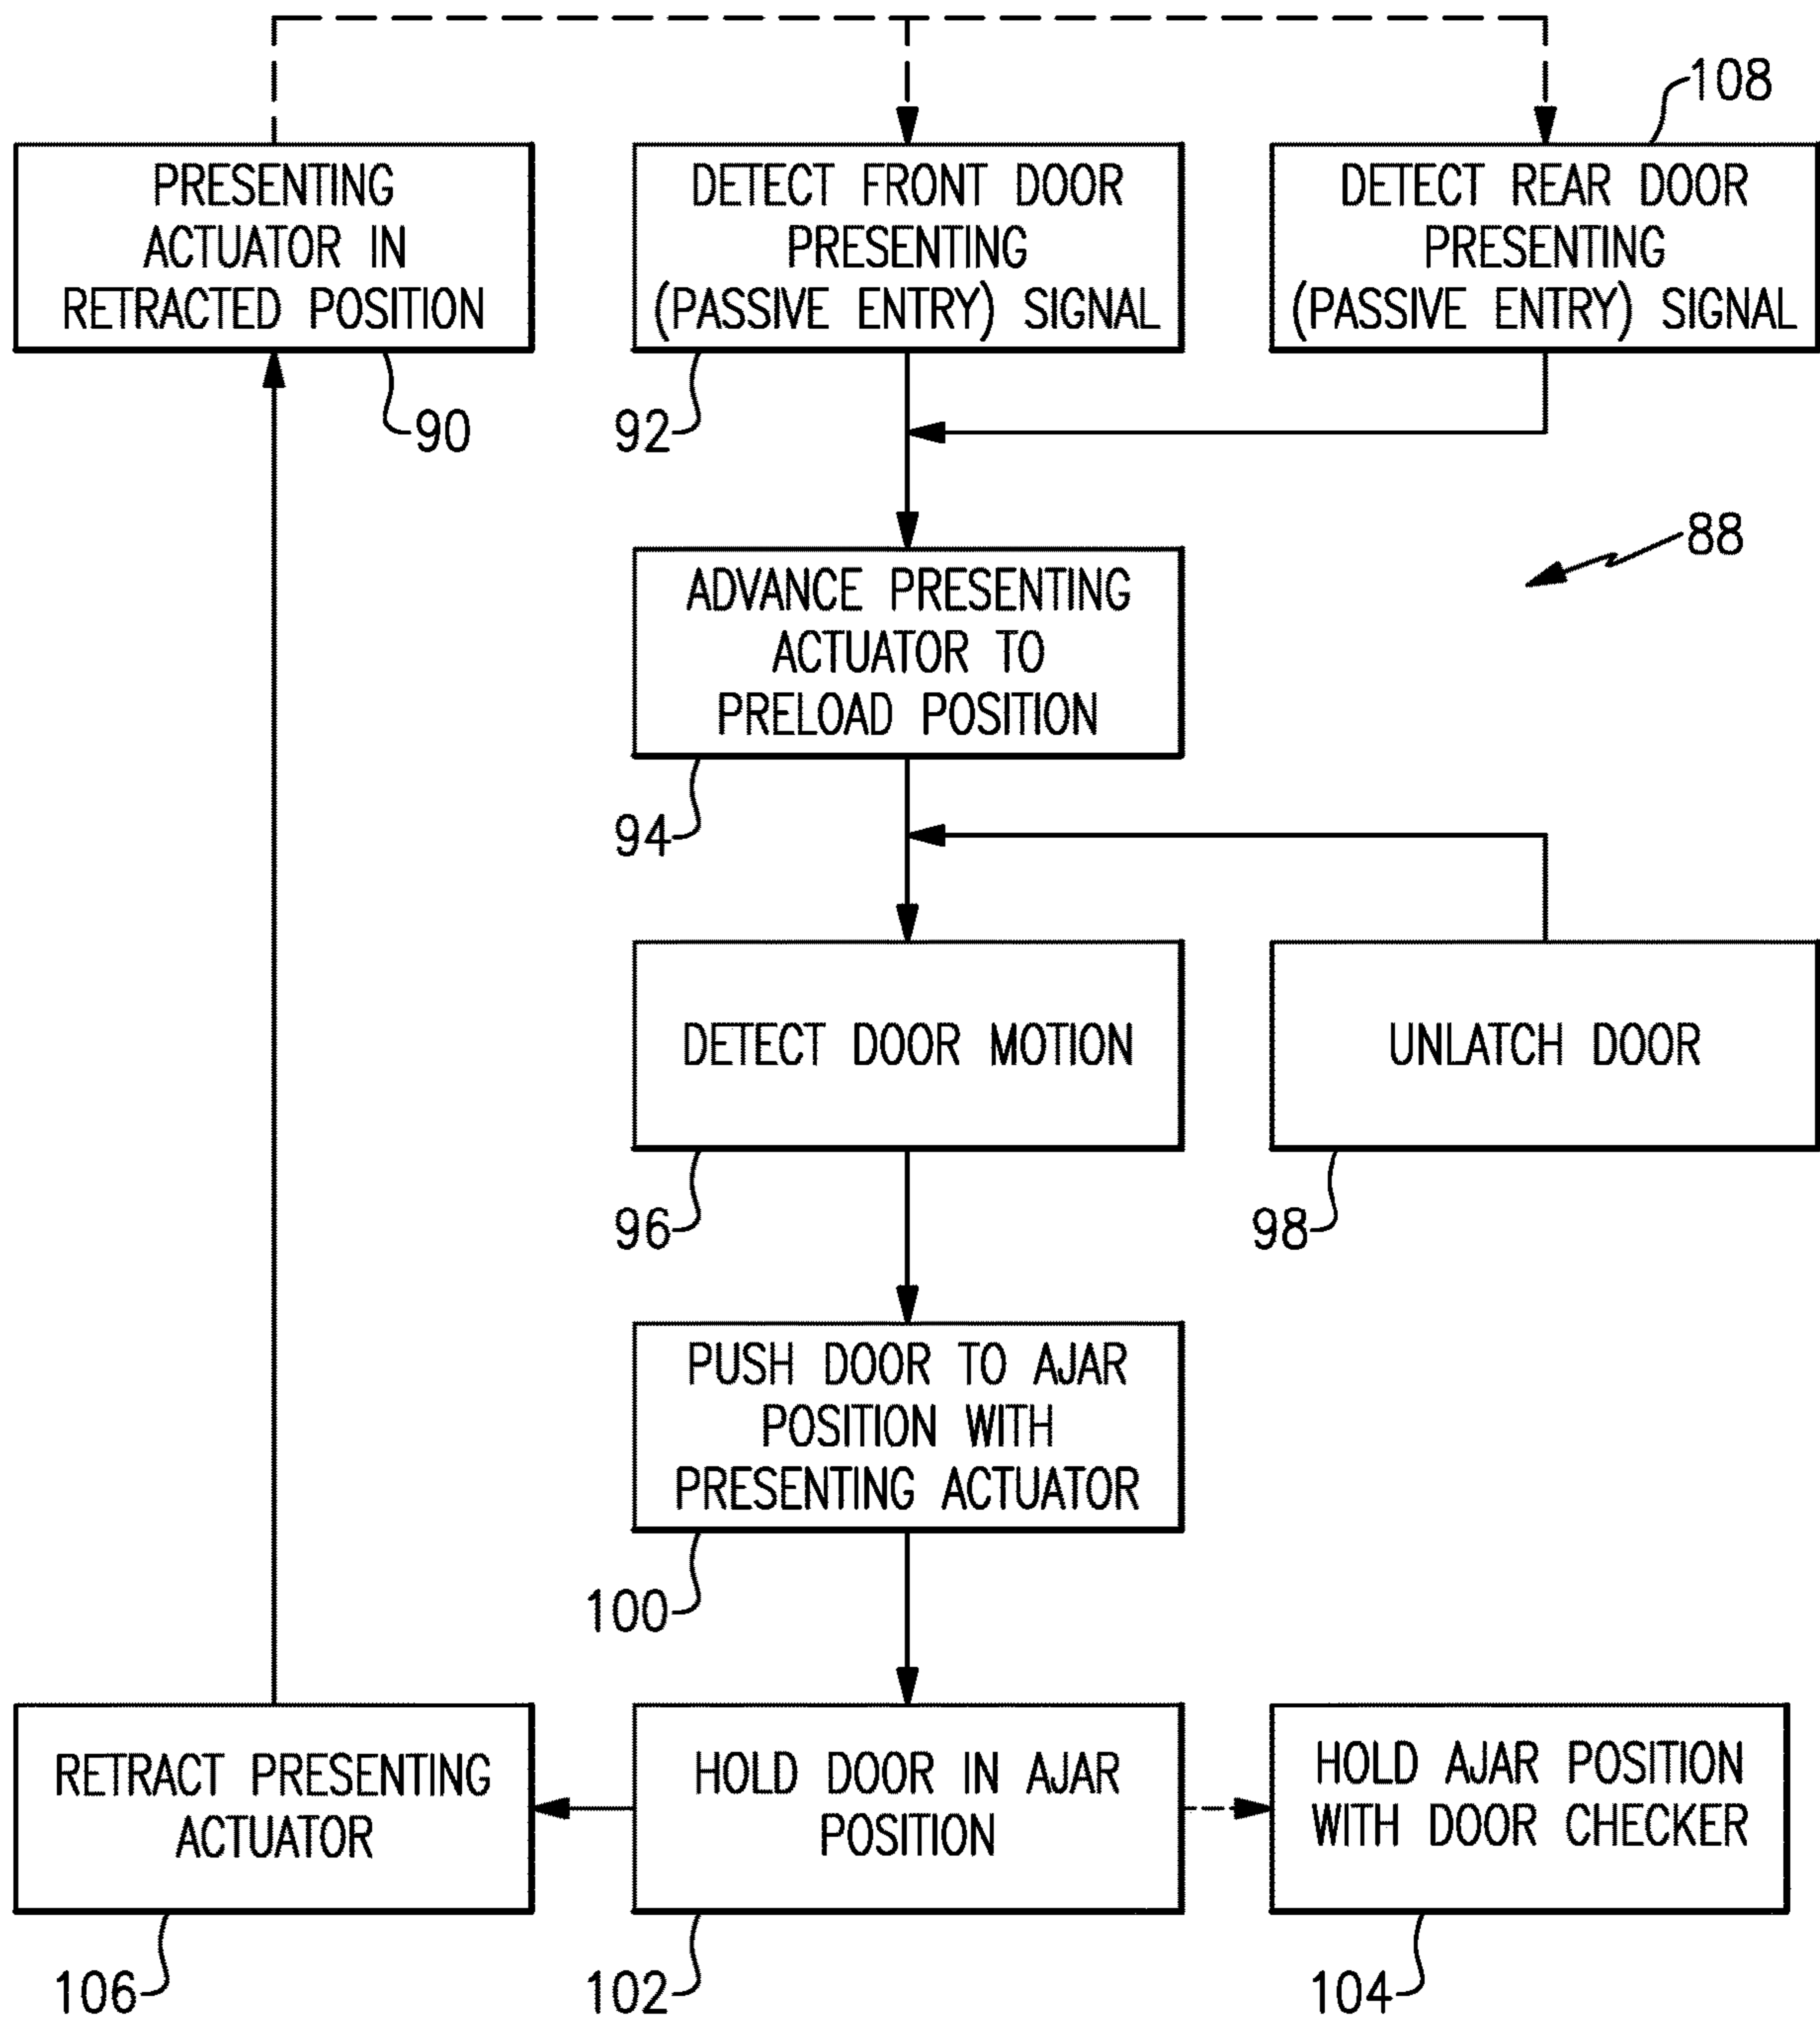 108
PRESENTING
ACTUATOR IN
RETRACTED POSITION
90
DETECT FRONT DOOR
PRESENTING
(PASSIVE ENTRY) SIGNAL
92
DETECT REAR DOOR
PRESENTING
(PASSIVE ENTRY) SIGNAL
88
ADVANCE PRESENTING
ACTUATOR TO
PRELOAD POSITION
94
DETECT DOOR MOTION
96
UNLATCH DOOR
98
PUSH DOOR TO AJAR
POSITION WITH
PRESENTING ACTUATOR
100
RETRACT PRESENTING
ACTUATOR
106
HOLD DOOR IN AJAR
POSITION
102
HOLD AJAR POSITION
WITH DOOR CHECKER
104